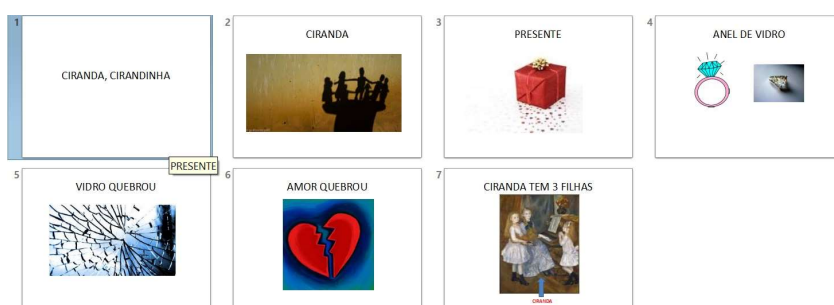 1
CIRANDA, CIRANDINHA
2
CIRANDA
3
PRESENTE
4
ANEL DE VIDRO
PRESENTE
5
VIDRO QUEBROU
6
AMOR QUEBROU
7
CIRANDA TEM 3 FILHAS
CIRANDA